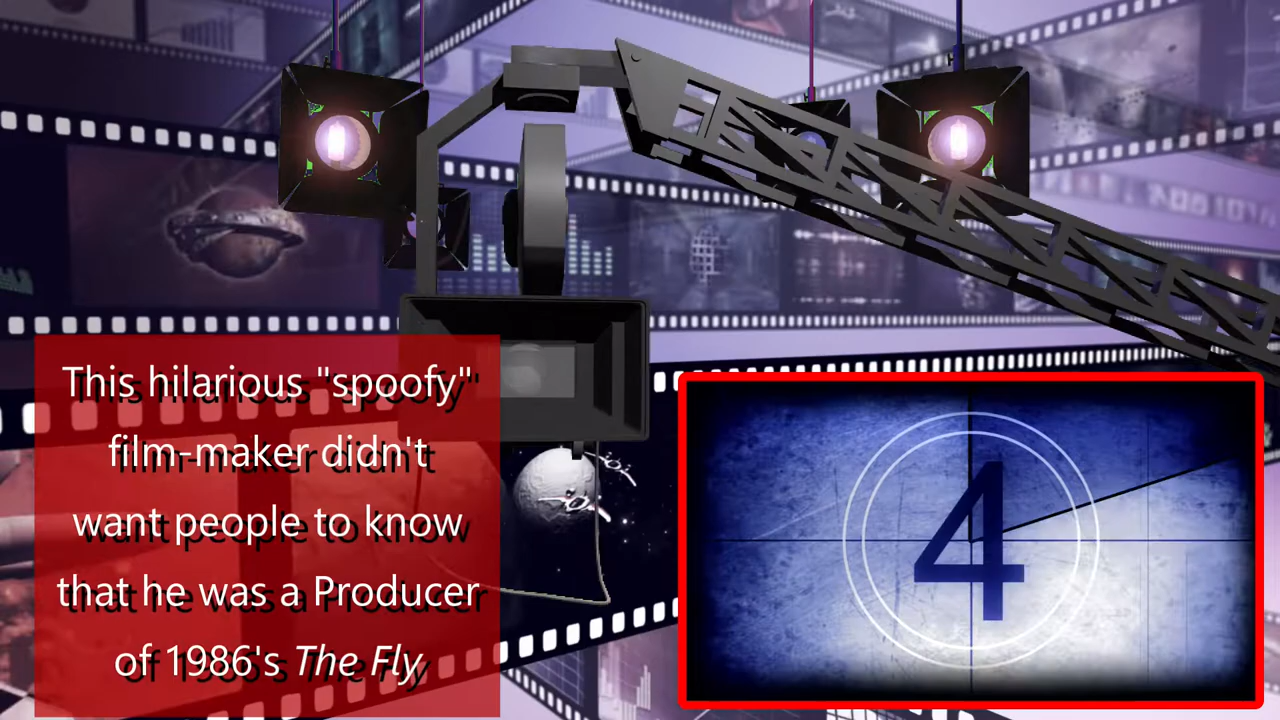 This hilarious "spoofy"
film-maker didn't
want people to know
that he was a Producer
of 1986's The Fly
4